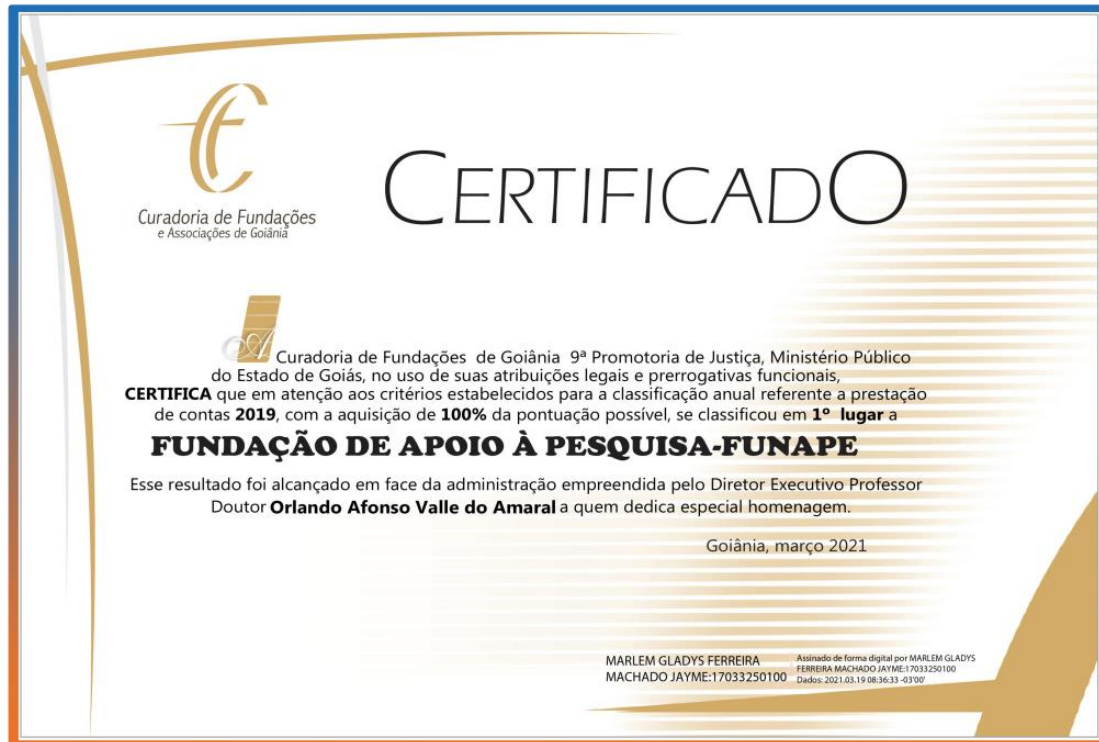 Curadoria de Fundações
e Associações de Goiânia
CERTIFICADO
A Curadoria de Fundações de Goiânia 9ª Promotoria de Justiça, Ministério Público
do Estado de Goiás, no uso de suas atribuições legais e prerrogativas funcionais,
CERTIFICA que em atenção aos critérios estabelecidos para a classificação anual referente a prestação
de contas 2019, com a aquisição de 100% da pontuação possível, se classificou em 1º lugar a
FUNDAÇÃO DE APOIO À PESQUISA-FUNAPE
Esse resultado foi alcançado em face da administração empreendida pelo Diretor Executivo Professor
Doutor Orlando Afonso Valle do Amaral a quem dedica especial homenagem.
Goiânia, março 2021
MARLEM GLADYS FERREIRA
MACHADO JAYME:17033250100
Assinado de forma digital por MARLEM GLADYS
FERREIRA MACHADO JAYME:17033250100
Dados: 2021.03.19 08:36:33 -03'00'